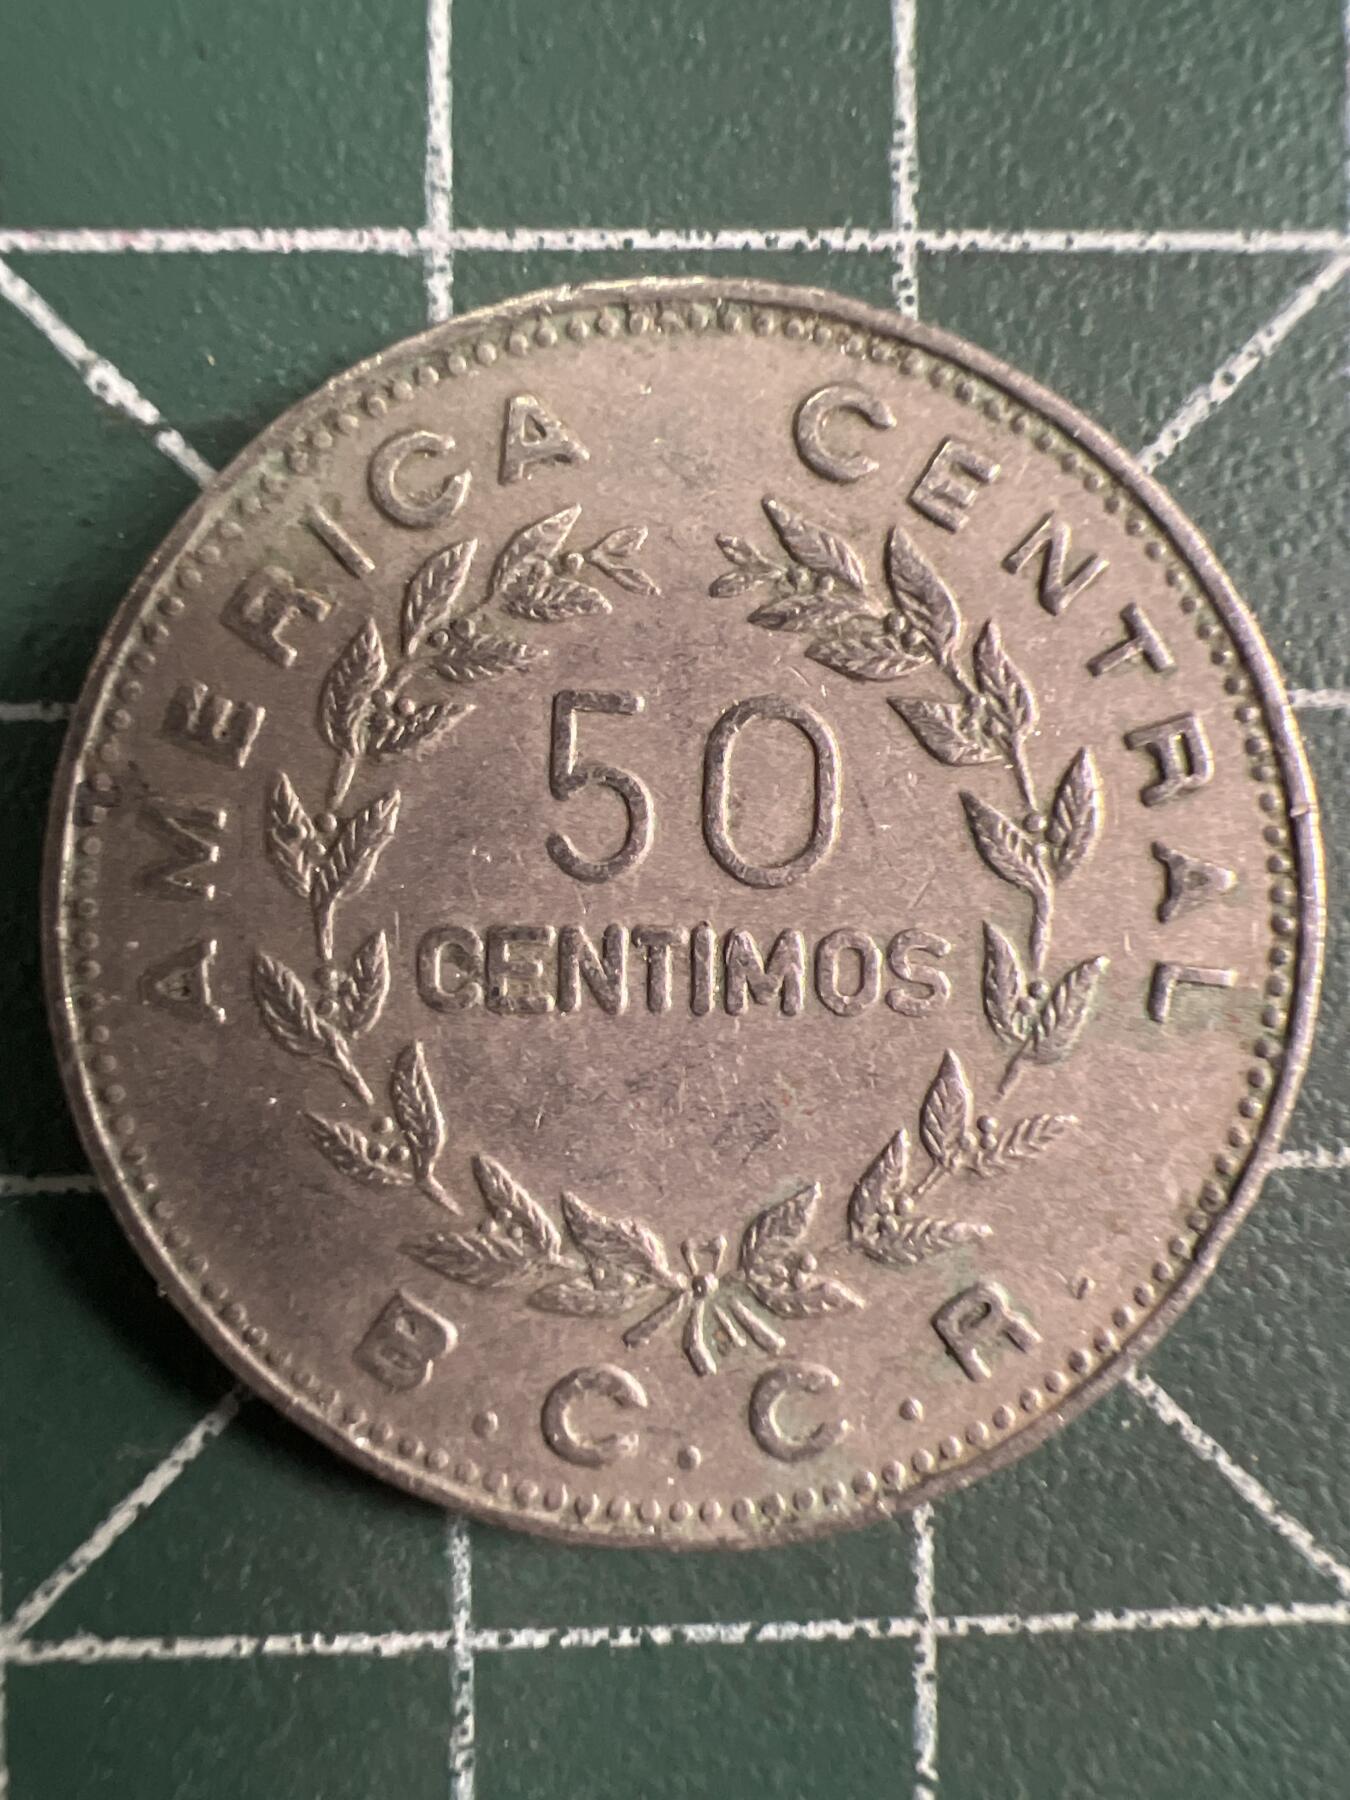 AMERICA CENTRAL
50
CENTIMOS
B.C.C.R.